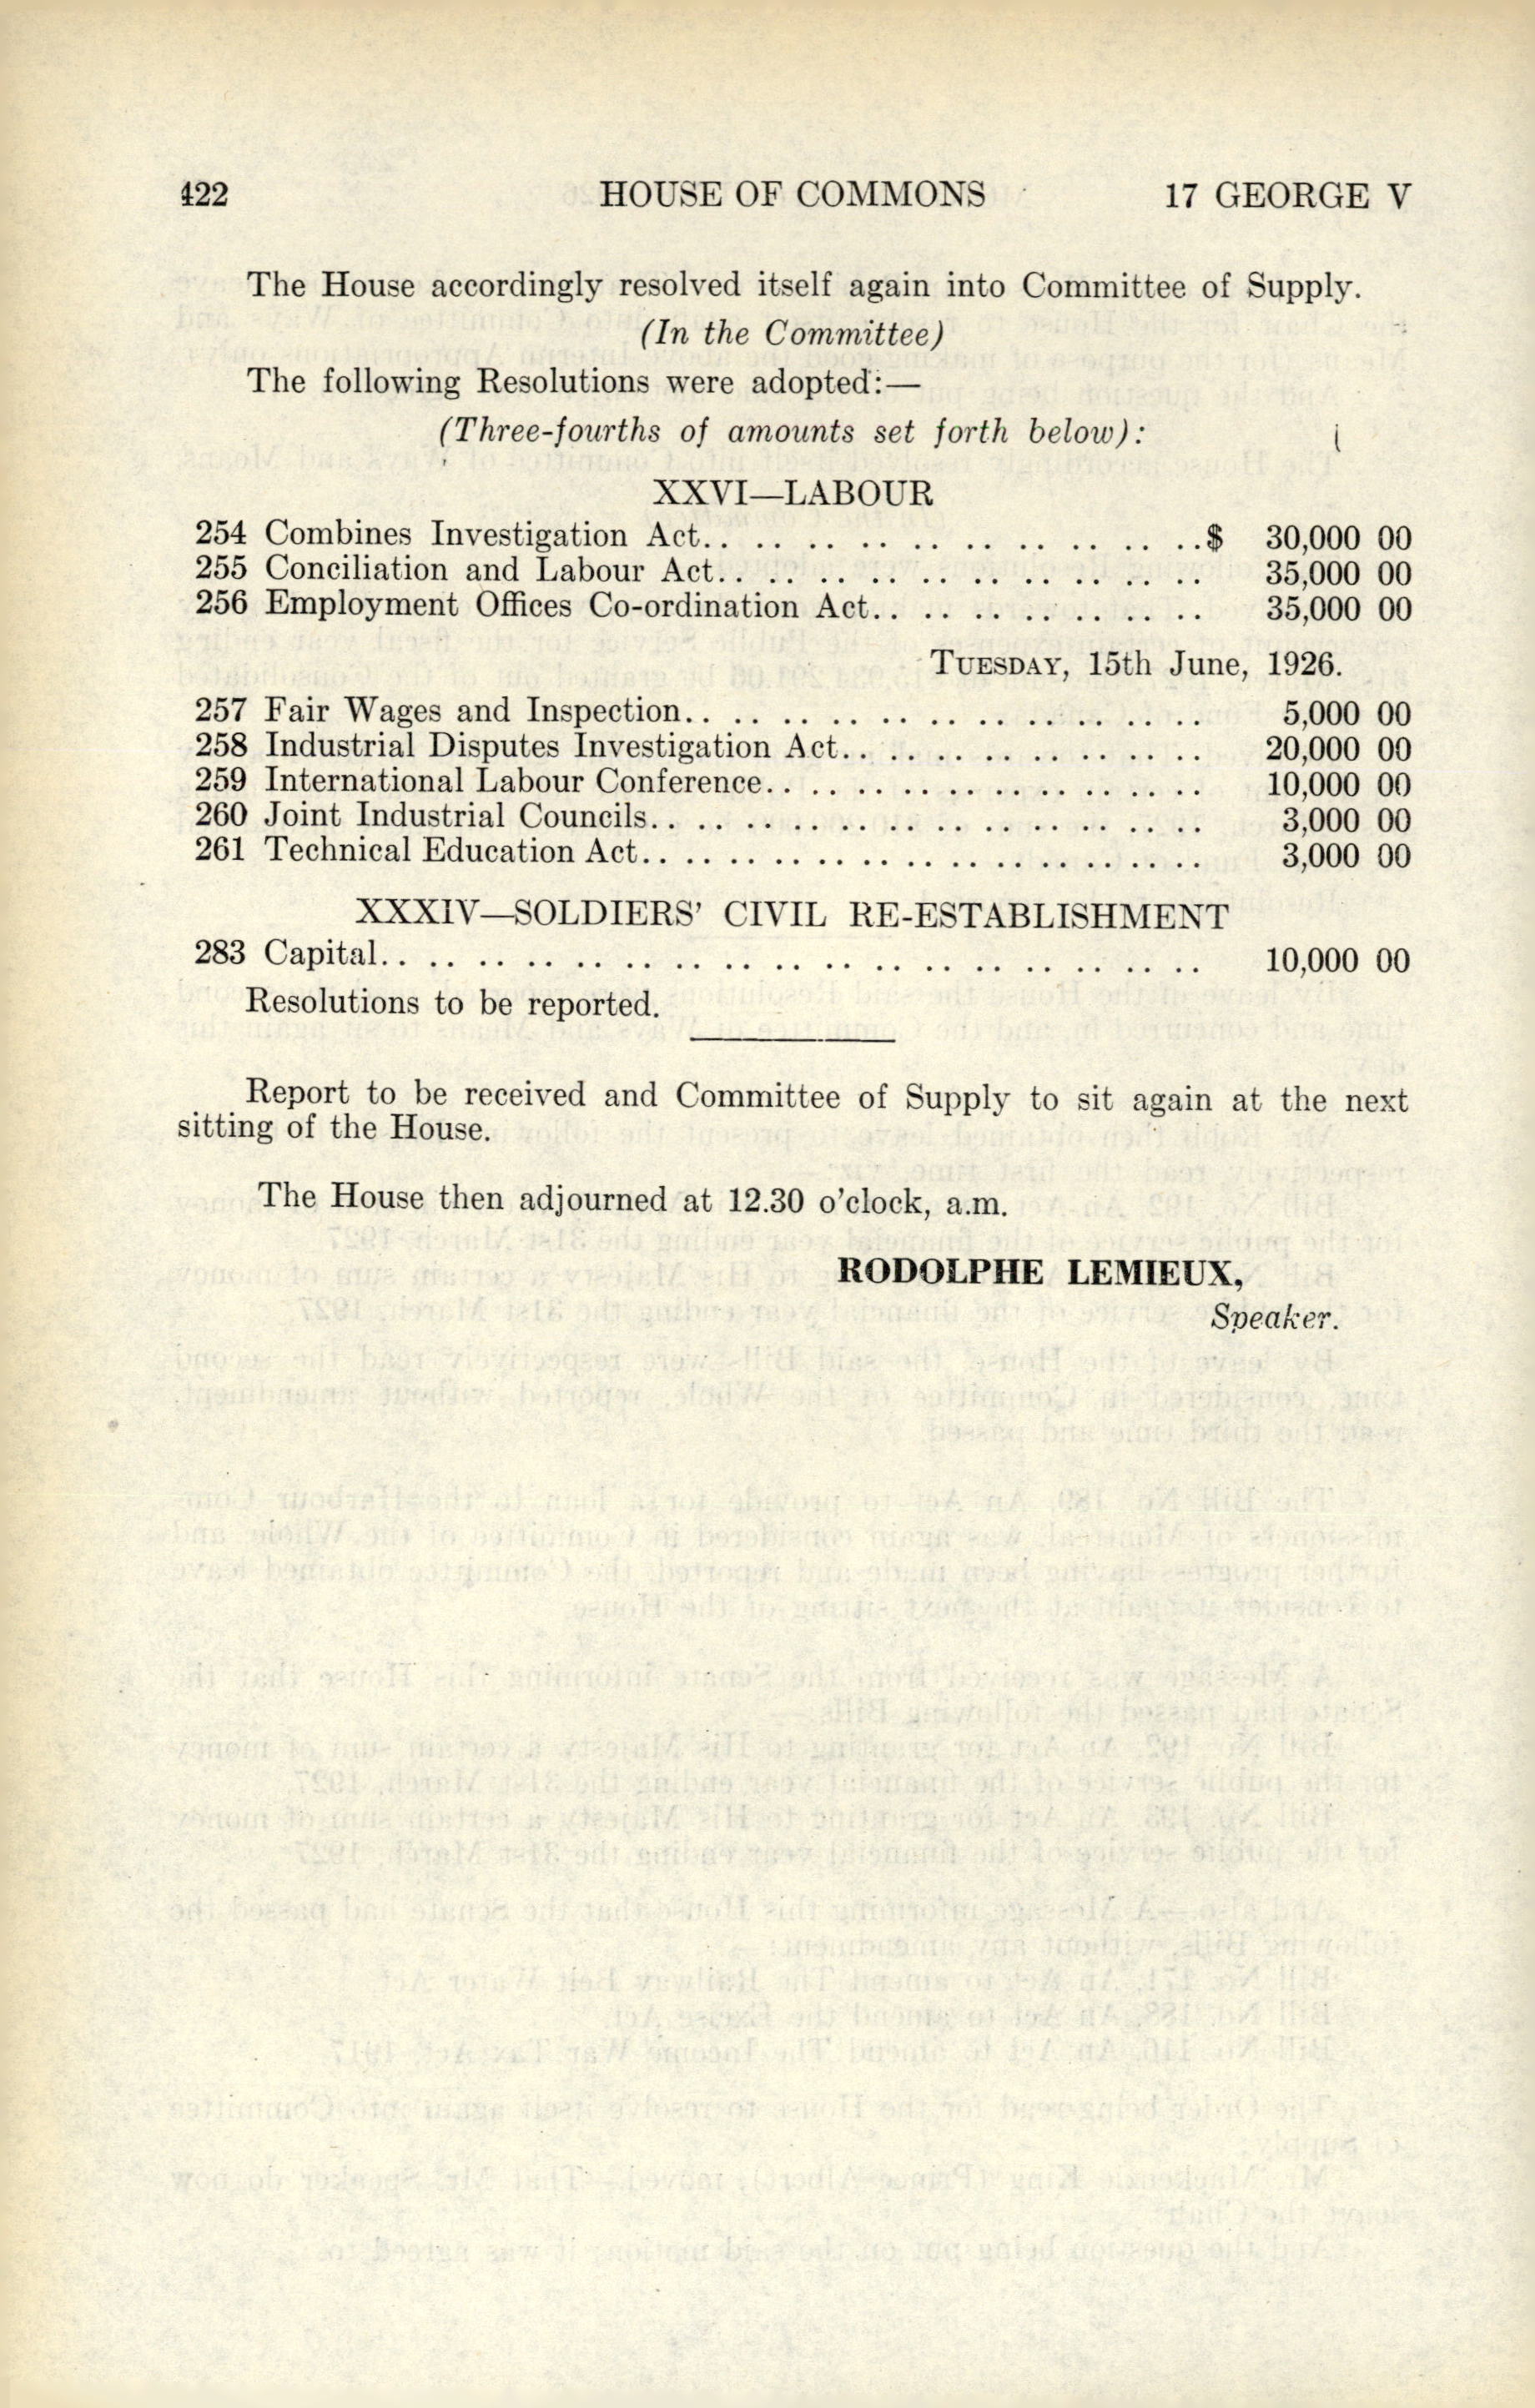 422 HOUSE OF COMMONS 17 GEORGE V
The House accordingly resolved itself again into Committee of Supply.
(In the Committee)
The following Resolutions were adopted:—
(Three-fourths of amounts set forth below):
XXVI—LABOUR
254 Combines Investigation Act.. .. .. .. .. .. .. .. .. ..$ 30,000 00
255 Conciliation and Labour Act.. .. .. .. .. .. .. .. .. .. 35,000 00
256 Employment Offices Co-ordination Act.. .. .. .. .. .. .. 35,000 00
TUESDAY, 15th June, 1926.
257 Fair Wages and Inspection.. .. .. .. .. .. .. .. .. .. .. 5,000 00
258 Industrial Disputes Investigation Act.. .. .. .. .. .. .. .. 20,000 00
259 International Labour Conference.. .. .. .. .. .. .. .. .. 10,000 00
260 Joint Industrial Councils.. .. .. .. .. .. .. .. .. .. .. .. 3,000 00
261 Technical Education Act.. .. .. .. .. .. .. .. .. .. .. .. 3,000 00
XXXIV—SOLDIERS' CIVIL RE-ESTABLISHMENT
283 Capital.. .. .. .. .. .. .. .. .. .. .. .. .. .. .. .. .. 10,000 00
Resolutions to be reported.
Report to be received and Committee of Supply to sit again at the next
sitting of the House.
The House then adjourned at 12.30 o'clock, a.m.
RODOLPHE LEMIEUX,
Speaker.